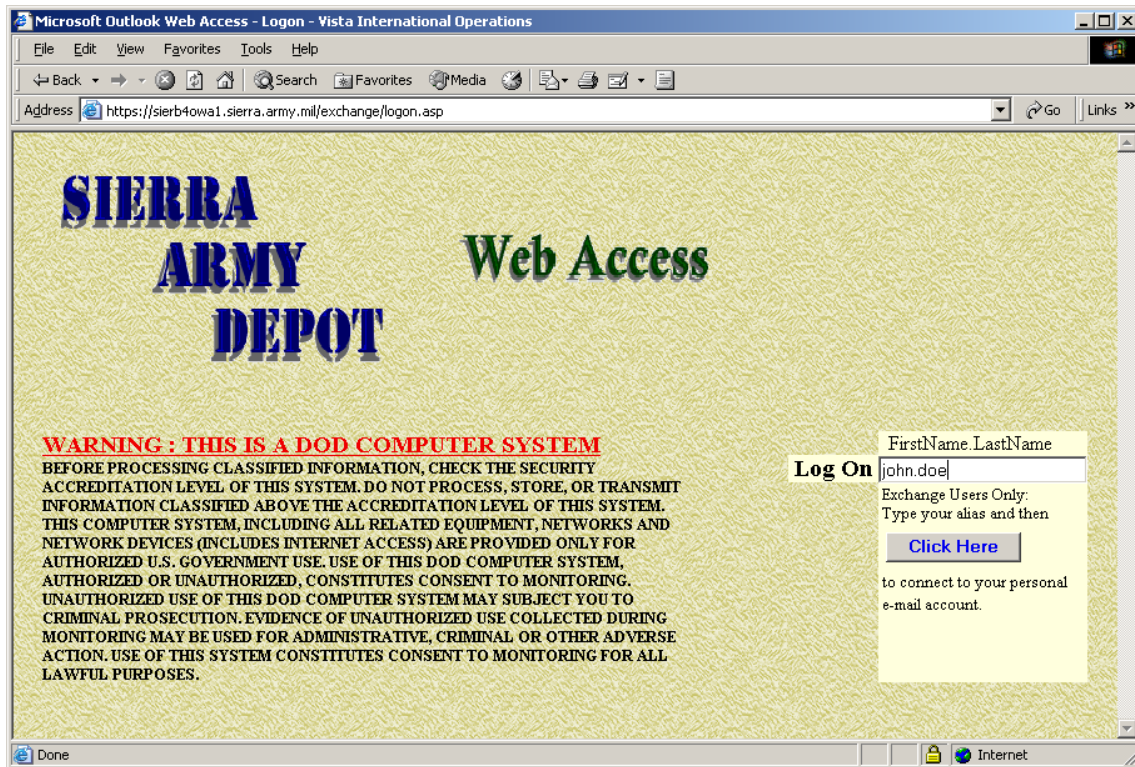 Microsoft Outlook Web Access - Logon - Vista International Operations
File Edit View Favorites Tools Help
Back Search Favorites Media
Address https://sierb4owa1.sierra.army.mil/exchange/logon.asp Go Links »
SIERRA
ARMY
DEPOT
Web Access
WARNING : THIS IS A DOD COMPUTER SYSTEM
BEFORE PROCESSING CLASSIFIED INFORMATION, CHECK THE SECURITY
ACCREDITATION LEVEL OF THIS SYSTEM. DO NOT PROCESS, STORE, OR TRANSMIT
INFORMATION CLASSIFIED ABOVE THE ACCREDITATION LEVEL OF THIS SYSTEM.
THIS COMPUTER SYSTEM, INCLUDING ALL RELATED EQUIPMENT, NETWORKS AND
NETWORK DEVICES (INCLUDES INTERNET ACCESS) ARE PROVIDED ONLY FOR
AUTHORIZED U.S. GOVERNMENT USE. USE OF THIS DOD COMPUTER SYSTEM,
AUTHORIZED OR UNAUTHORIZED, CONSTITUTES CONSENT TO MONITORING.
UNAUTHORIZED USE OF THIS DOD COMPUTER SYSTEM MAY SUBJECT YOU TO
CRIMINAL PROSECUTION. EVIDENCE OF UNAUTHORIZED USE COLLECTED DURING
MONITORING MAY BE USED FOR ADMINISTRATIVE, CRIMINAL OR OTHER ADVERSE
ACTION. USE OF THIS SYSTEM CONSTITUTES CONSENT TO MONITORING FOR ALL
LAWFUL PURPOSES.
FirstName.LastName
Log On john.doe
Exchange Users Only:
Type your alias and then
Click Here
to connect to your personal
e-mail account.
Done Internet